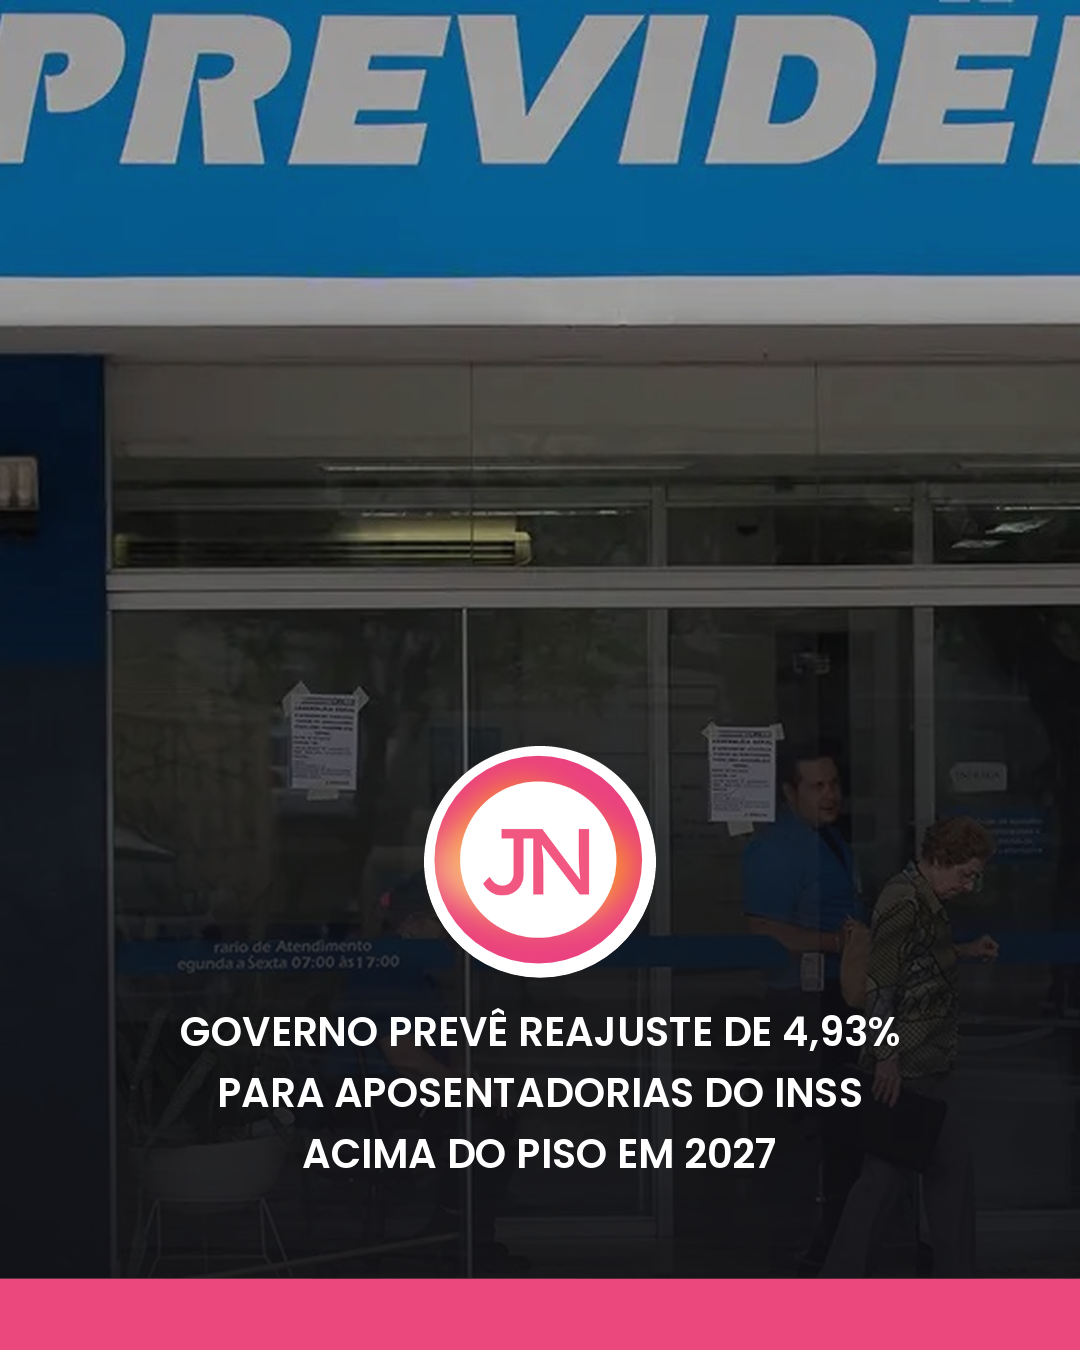 PREVIDÊ
JN
rario de Atendimento
egunda a Sexta 07:00 às 17:00
GOVERNO PREVÊ REAJUSTE DE 4,93%
PARA APOSENTADORIAS DO INSS
ACIMA DO PISO EM 2027